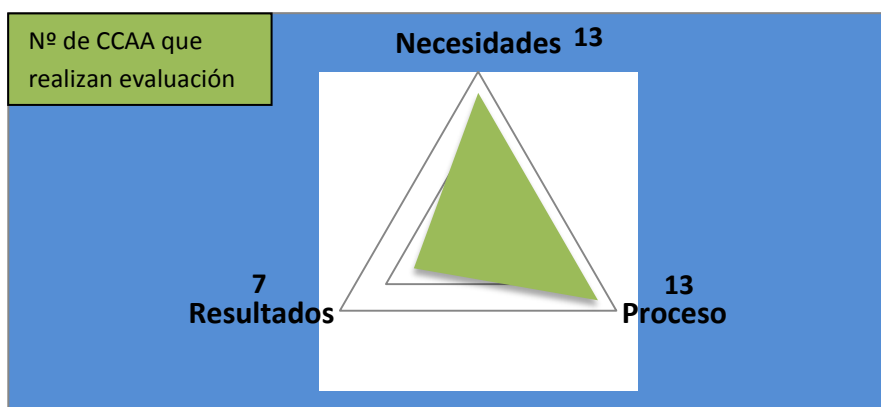 Nº de CCAA que
realizan evaluación
Necesidades 13
7
Resultados
13
Proceso